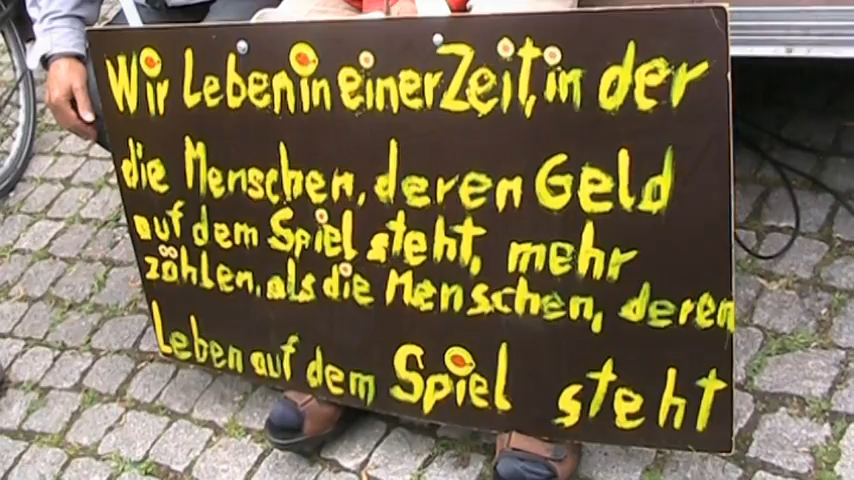 Wir Leben in einer Zeit, in der
die Menschen, deren Geld
auf dem Spiel steht, mehr
zählen, als die Menschen, deren
Leben auf dem Spiel steht